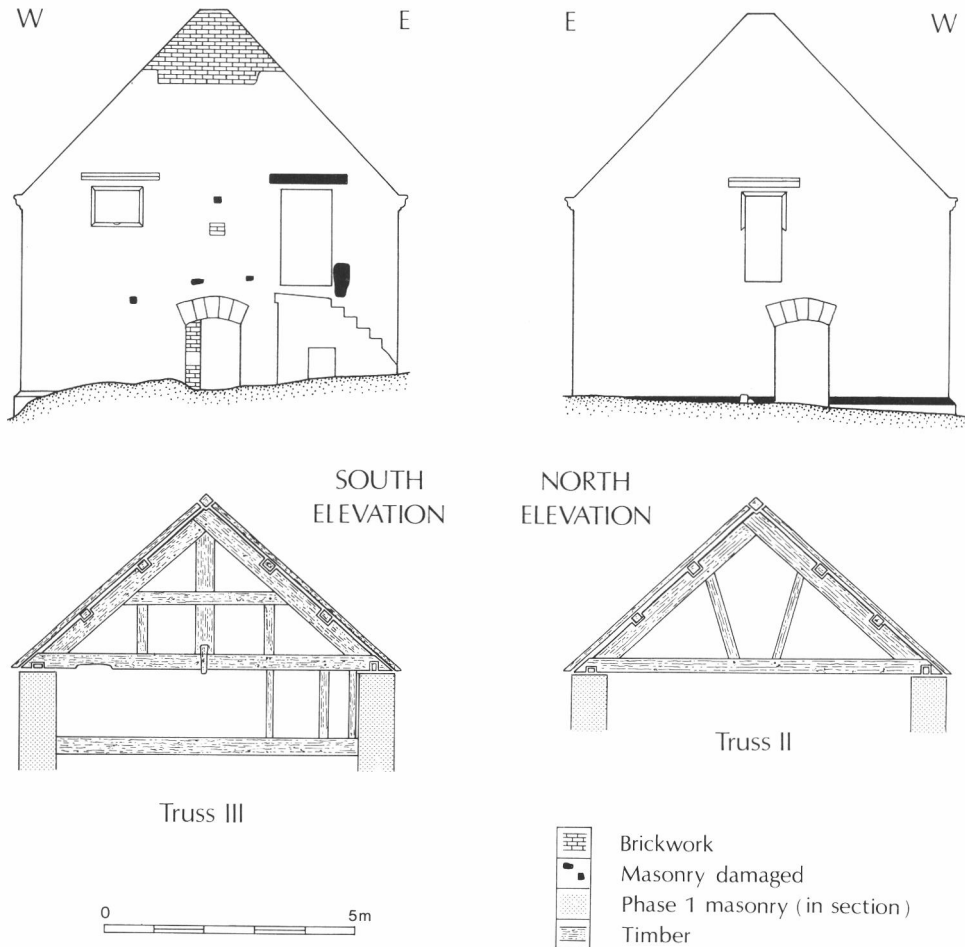 W
E
E
W
SOUTH
ELEVATION
NORTH
ELEVATION
Truss III
Truss II
Brickwork
Masonry damaged
Phase 1 masonry (in section)
Timber
0
5m